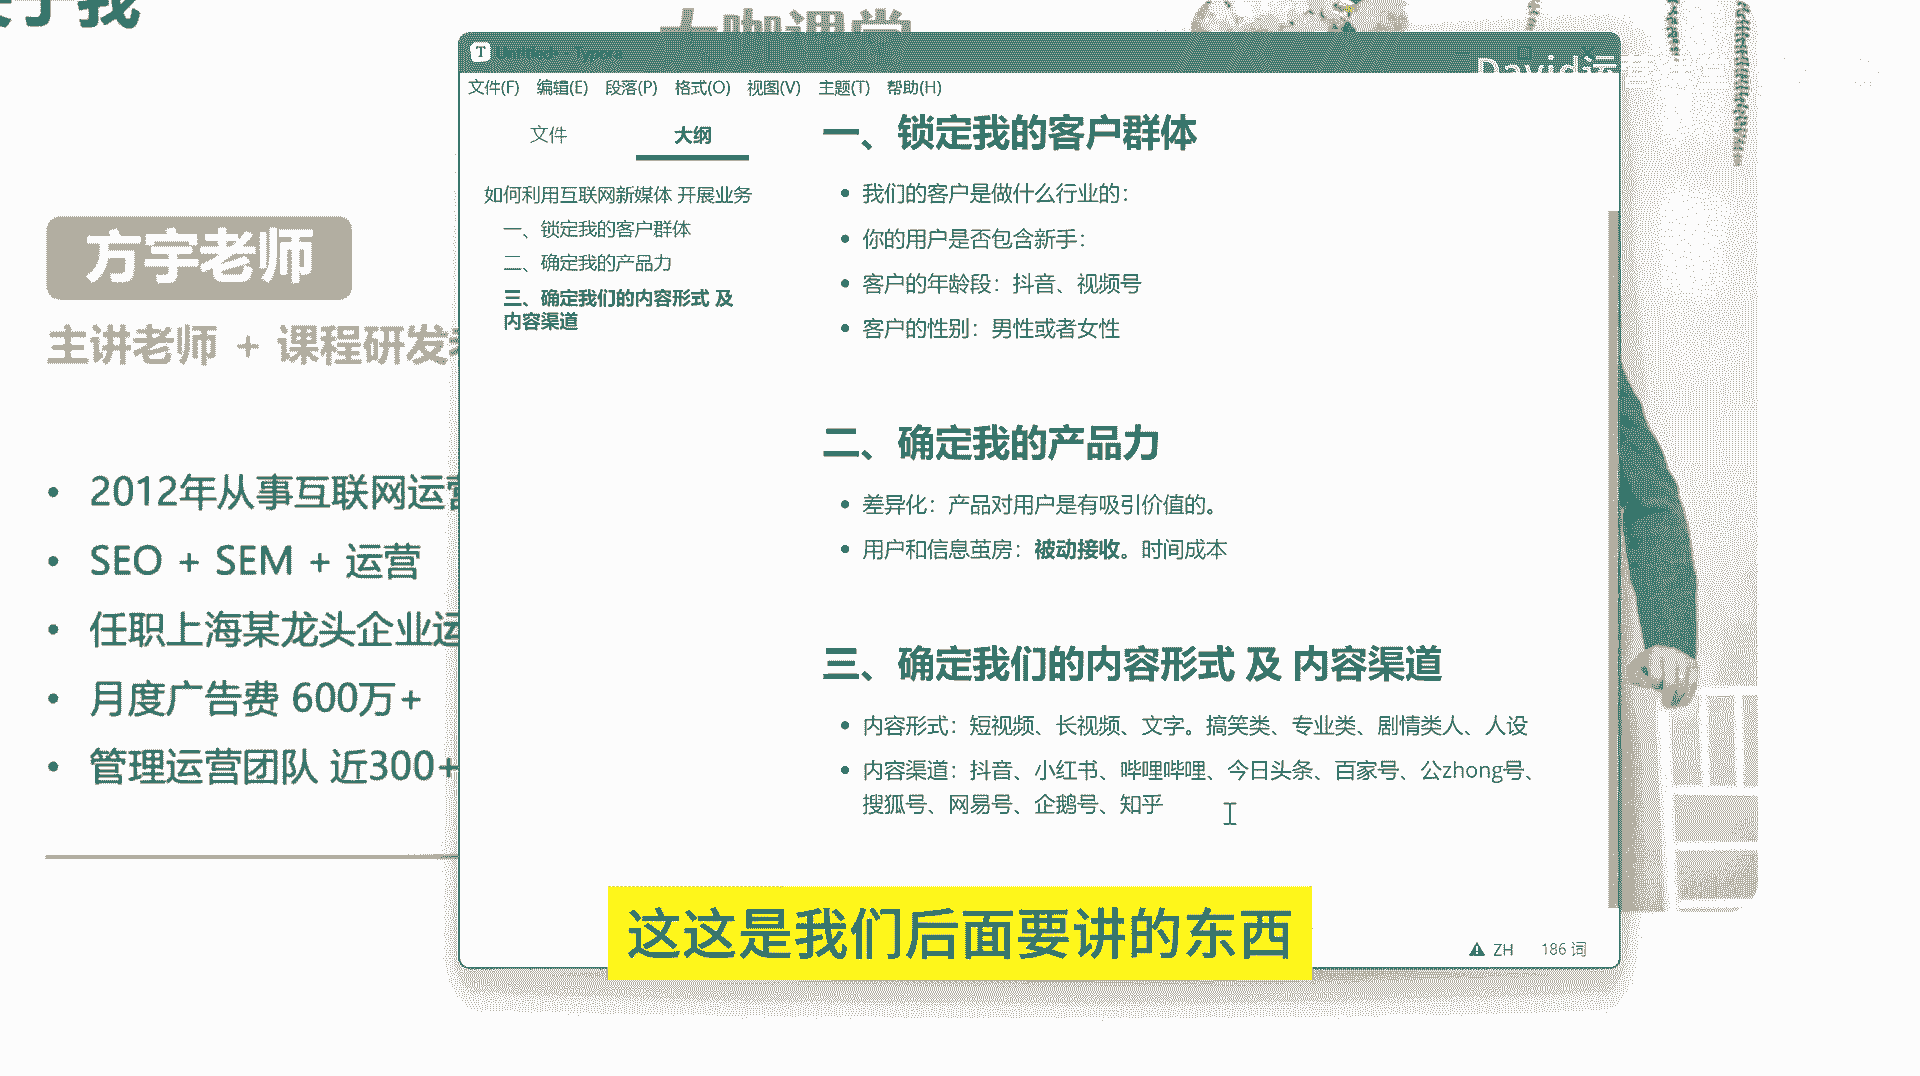 大咖课堂
Untitled - Typora
David运营
文件(F) 编辑(E) 段落(P) 格式(O) 视图(V) 主题(T) 帮助(H)
文件 大纲
如何利用互联网新媒体 开展业务
一、锁定我的客户群体
二、确定我的产品力
三、确定我们的内容形式 及
内容渠道
一、锁定我的客户群体
我们的客户是做什么行业的：
你的用户是否包含新手：
客户的年龄段：抖音、视频号
客户的性别：男性或者女性
二、确定我的产品力
差异化：产品对用户是有吸引价值的。
用户和信息茧房：被动接收。时间成本
三、确定我们的内容形式 及 内容渠道
内容形式：短视频、长视频、文字。搞笑类、专业类、剧情类人、人设
内容渠道：抖音、小红书、哔哩哔哩、今日头条、百家号、公zhong号、
搜狐号、网易号、企鹅号、知乎
ZH 186 词
方宇老师
主讲老师 + 课程研发
2012年从事互联网运营
SEO + SEM + 运营
任职上海某龙头企业运
月度广告费 600万+
管理运营团队 近300+
这这是我们后面要讲的东西